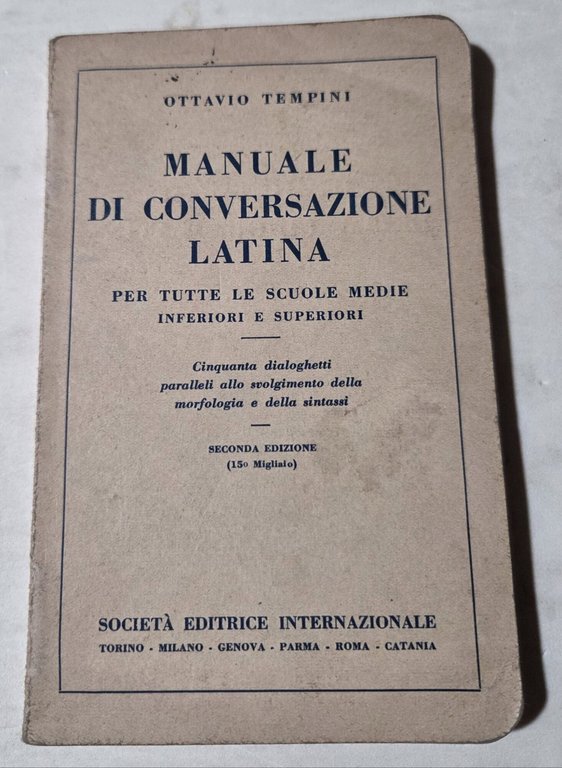 OTTAVIO TEMPINI
MANUALE
DI CONVERSAZIONE
LATINA
PER TUTTE LE SCUOLE MEDIE
INFERIORI E SUPERIORI
Cinquanta dialoghetti
paralleli allo svolgimento della
morfologia e della sintassi
SECONDA EDIZIONE
(15º Migliaio)
SOCIETÀ EDITRICE INTERNAZIONALE
TORINO - MILANO - GENOVA - PARMA - ROMA - CATANIA